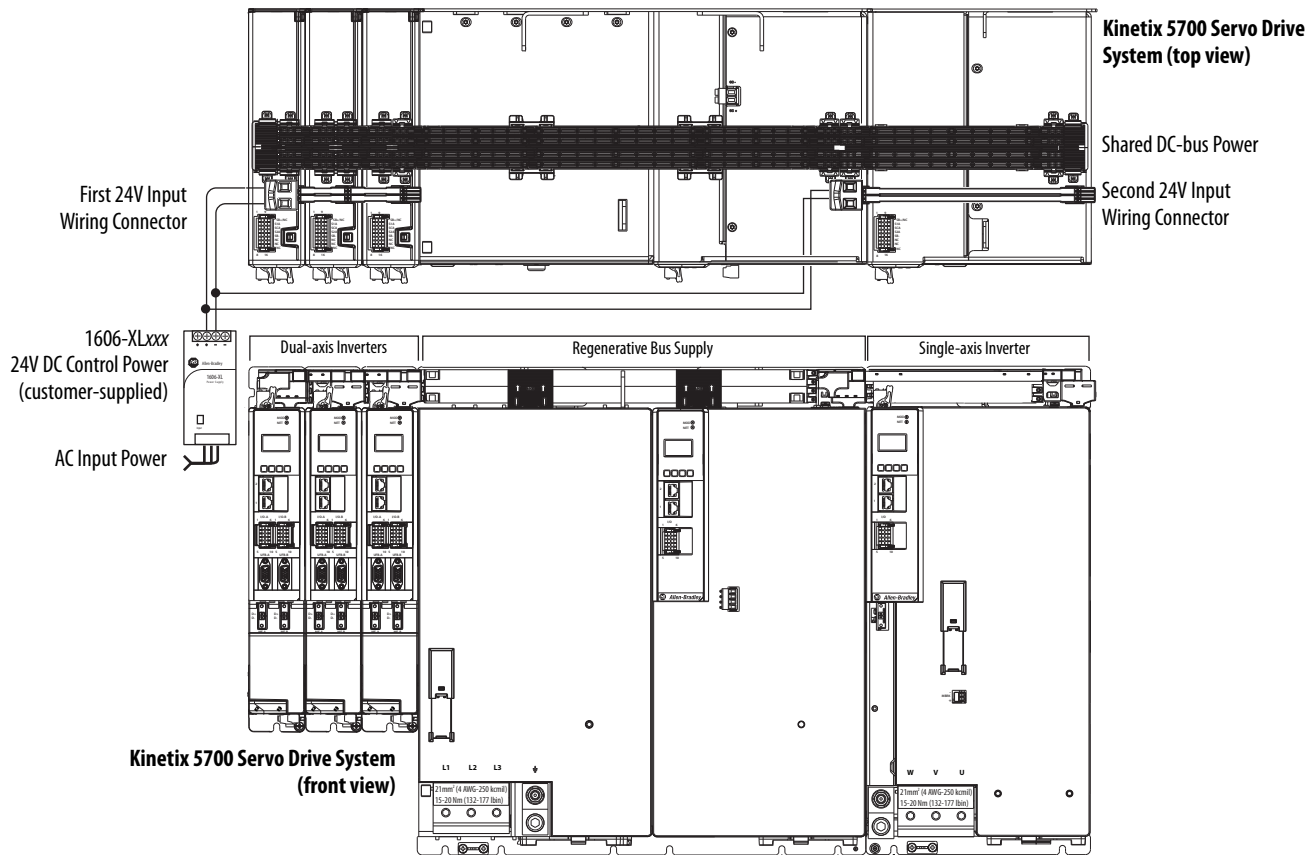 Kinetix 5700 Servo Drive
System (top view)
Shared DC-bus Power
First 24V Input
Wiring Connector
Second 24V Input
Wiring Connector
1606-XLxxx
24V DC Control Power
(customer-supplied)
Allen-Bradley
1606-XL
Power Supply
AC Input Power
Dual-axis Inverters
Regenerative Bus Supply
Single-axis Inverter
Allen-Bradley
Allen-Bradley
Kinetix 5700 Servo Drive System
(front view)
L1 L2 L3
21mm² (4 AWG-250 kcmil)
15-20 Nm (132-177 lbin)
W V U
21mm² (4 AWG-250 kcmil)
15-20 Nm (132-177 lbin)